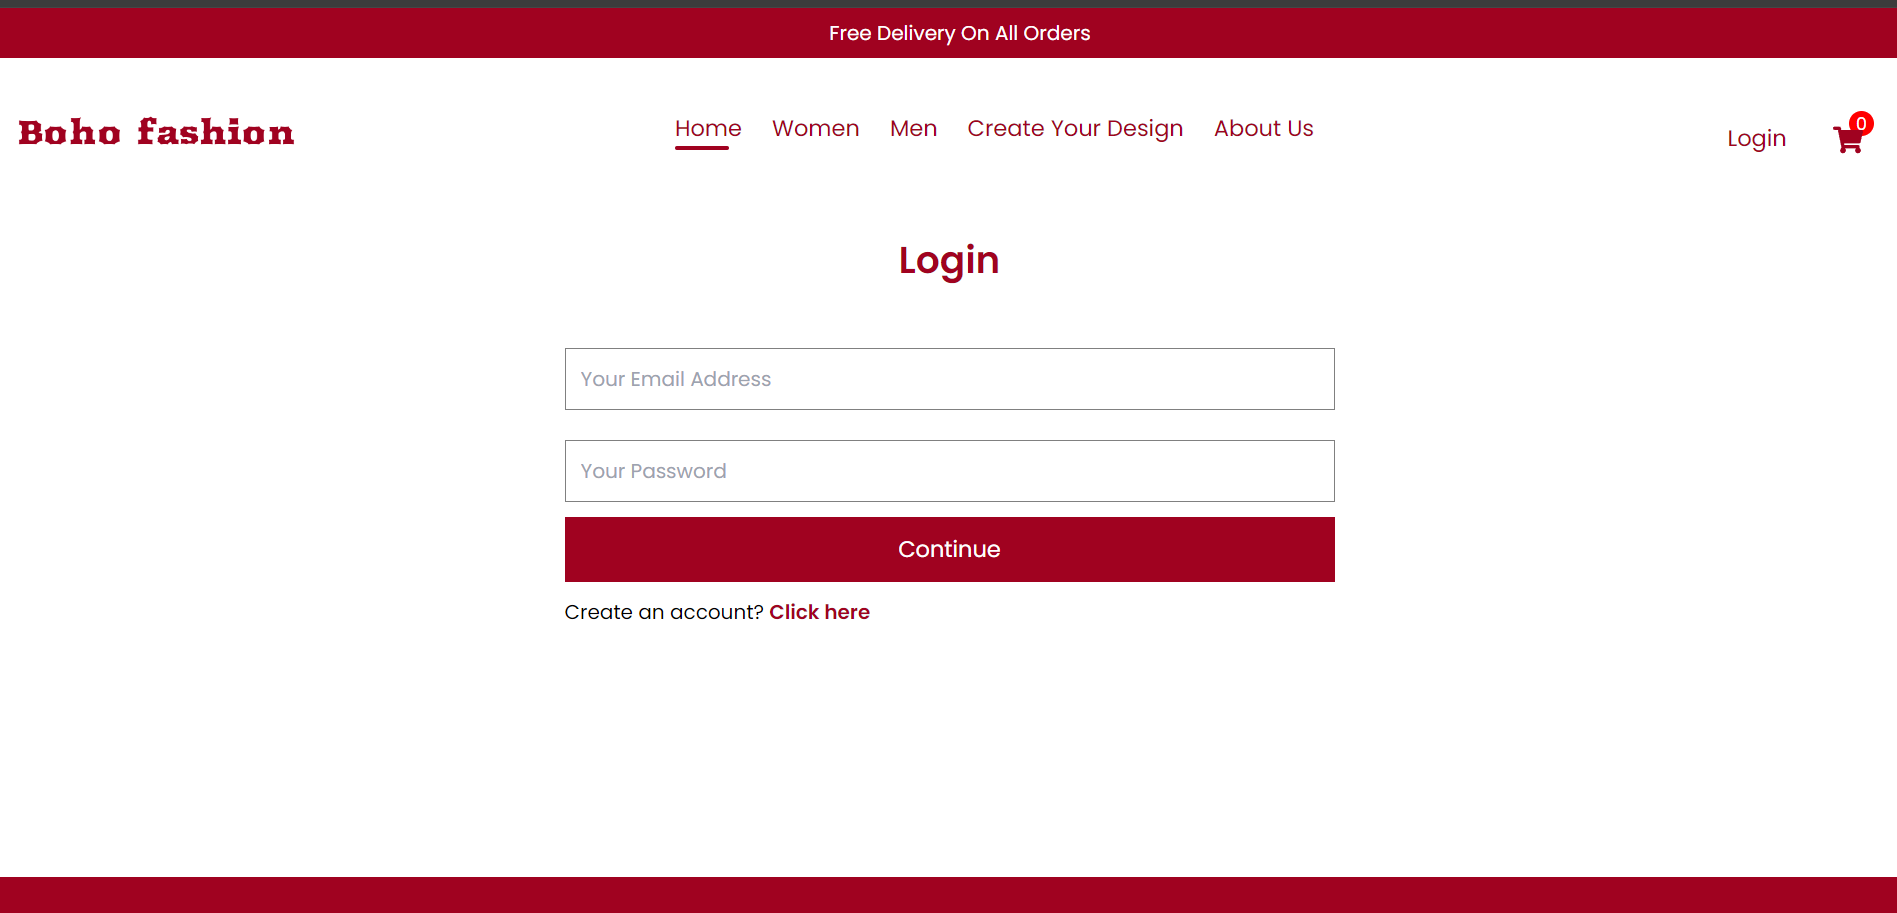 Free Delivery On All Orders
Boho fashion
Home Women Men Create Your Design About Us
Login 0
Login
Your Email Address
Your Password
Continue
Create an account? Click here